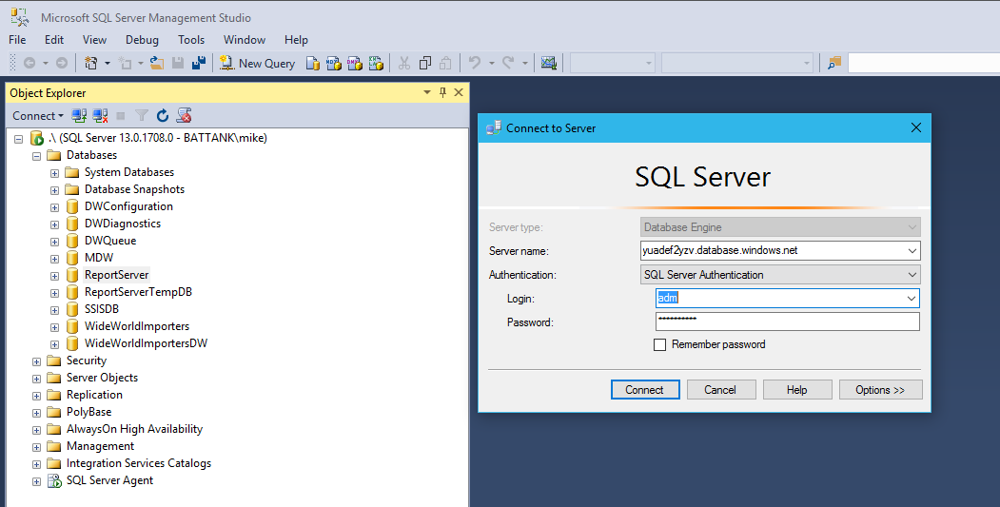 Microsoft SQL Server Management Studio
File Edit View Debug Tools Window Help
New Query
Object Explorer
Connect
.\ (SQL Server 13.0.1708.0 - BATTANK\mike)
Databases
System Databases
Database Snapshots
DWConfiguration
DWDiagnostics
DWQueue
MDW
ReportServer
ReportServerTempDB
SSISDB
WideWorldImporters
WideWorldImportersDW
Security
Server Objects
Replication
PolyBase
AlwaysOn High Availability
Management
Integration Services Catalogs
SQL Server Agent
Connect to Server
SQL Server
Server type: Database Engine
Server name: yuadef2yzv.database.windows.net
Authentication: SQL Server Authentication
Login: adm
Password: **********
Remember password
Connect Cancel Help Options >>